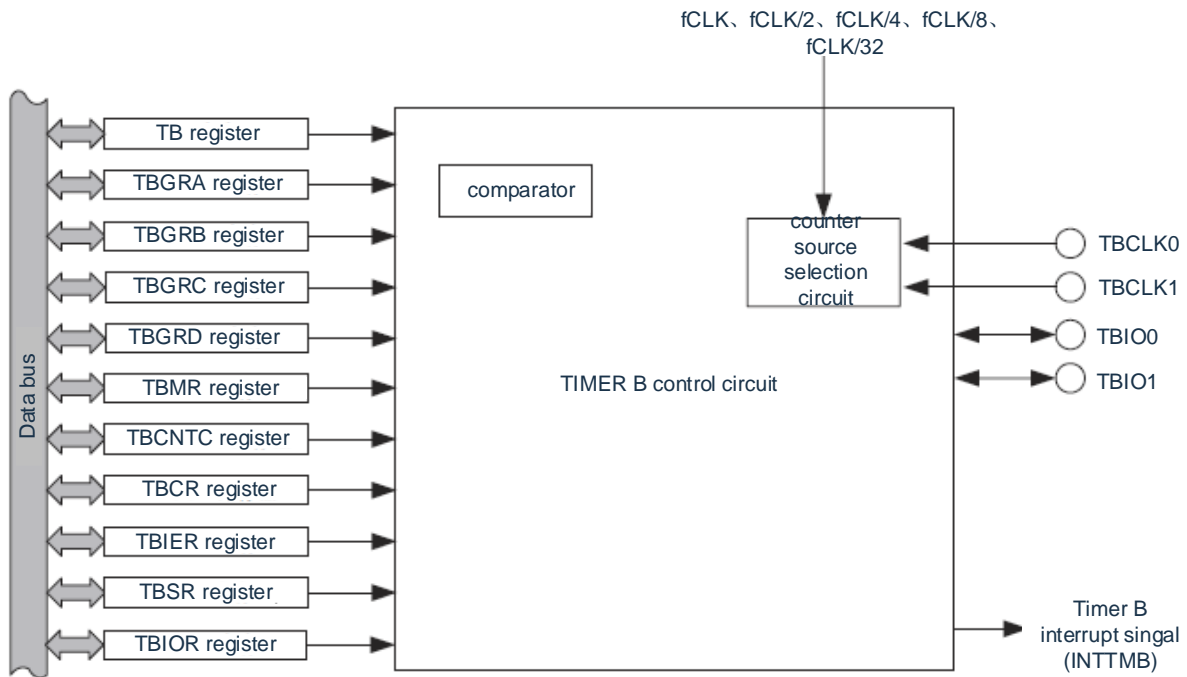 fCLK、fCLK/2、fCLK/4、fCLK/8、
fCLK/32
Data bus
TB register
TBGRA register
TBGRB register
TBGRC register
TBGRD register
TBMR register
TBCNTC register
TBCR register
TBIER register
TBSR register
TBIOR register
comparator
counter
source
selection
circuit
TIMER B control circuit
TBCLK0
TBCLK1
TBIO0
TBIO1
Timer B
interrupt singal
(INTTMB)